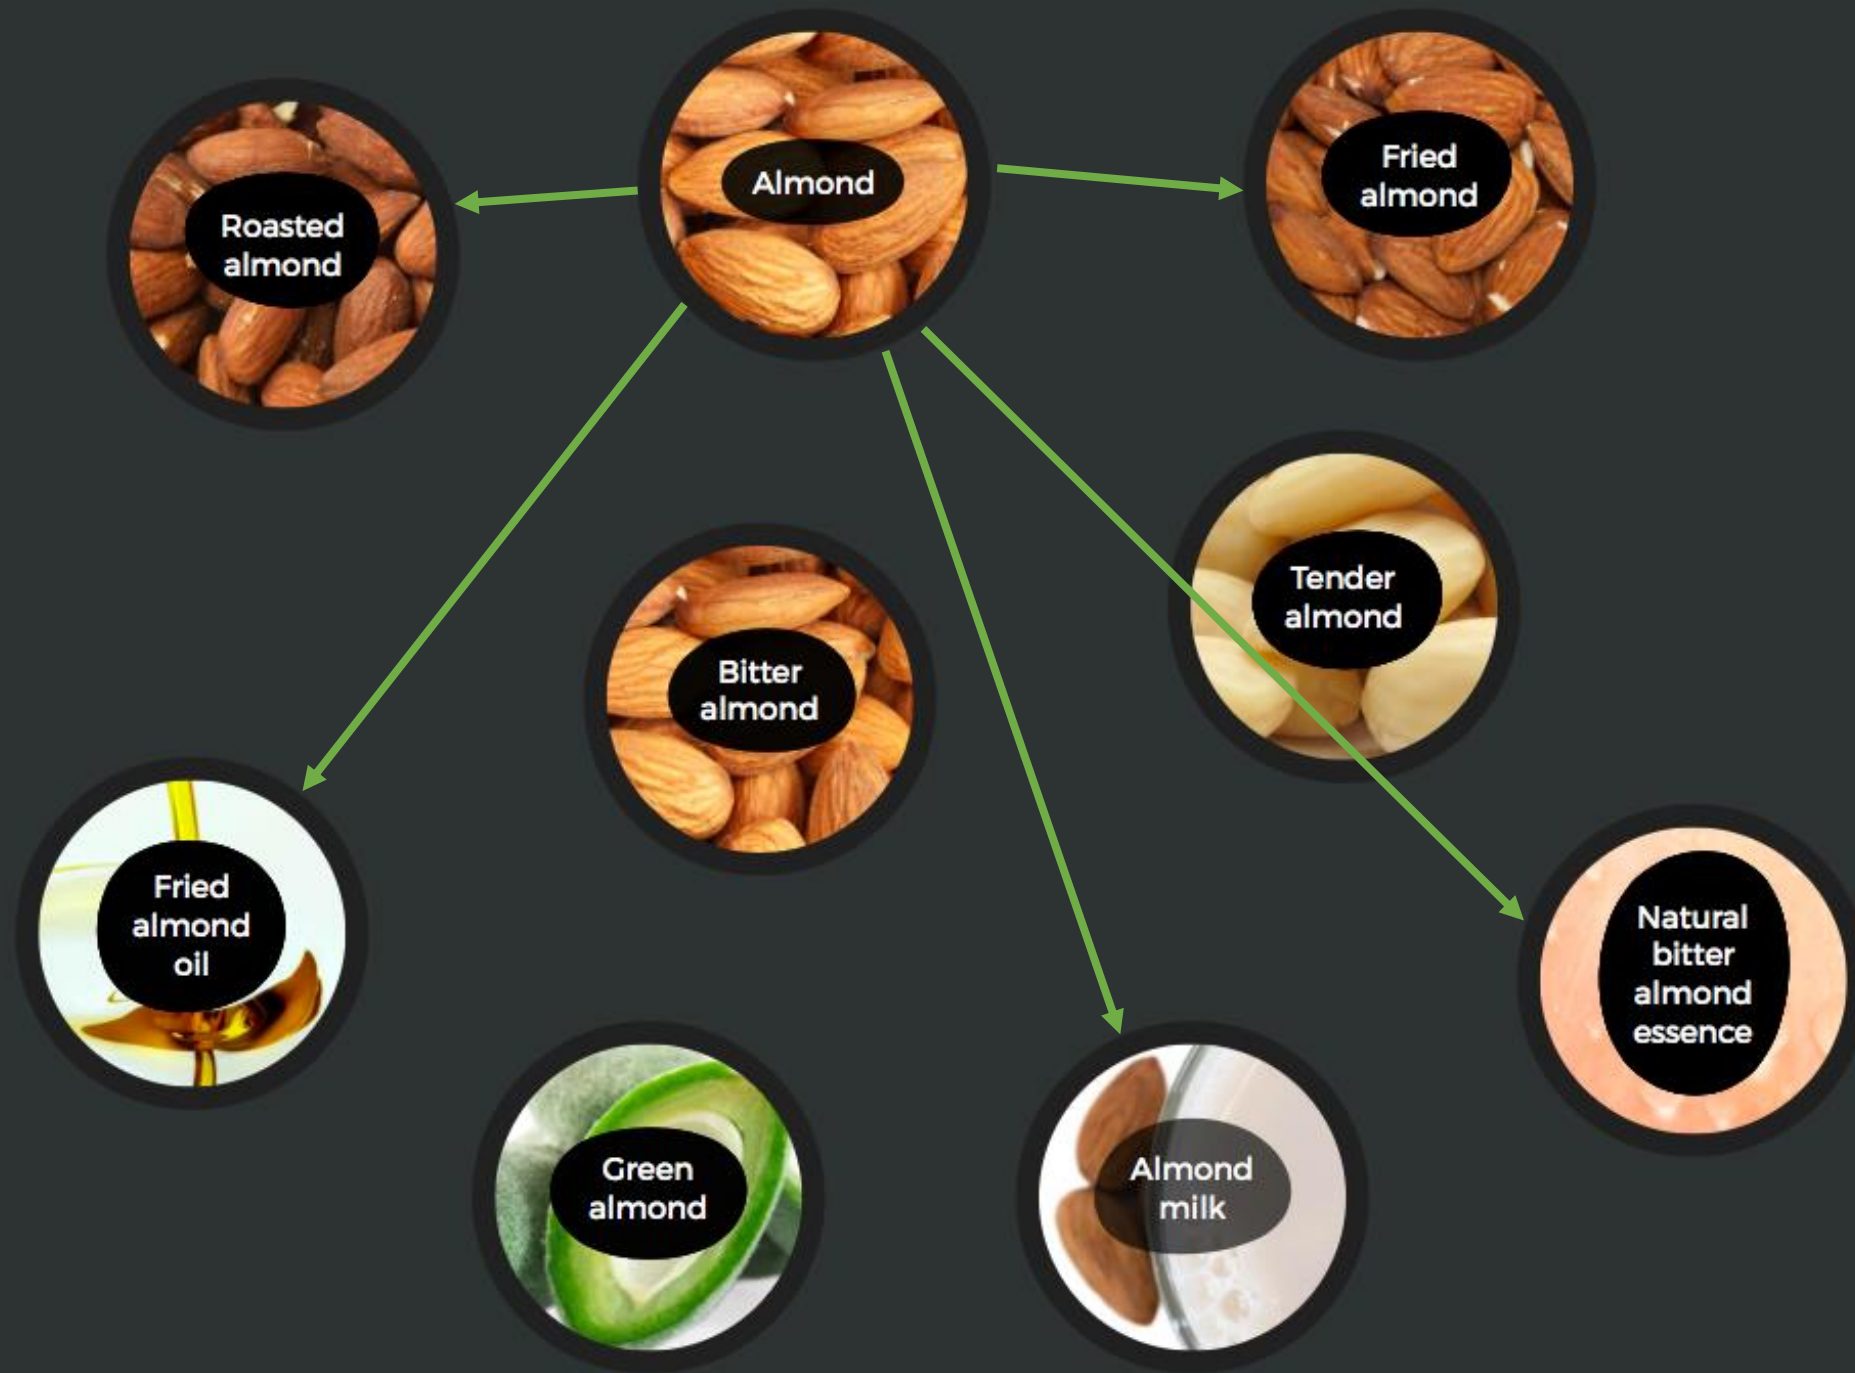 Almond
Fried
almond
Roasted
almond
Tender
almond
Bitter
almond
Fried
almond
oil
Natural
bitter
almond
essence
Green
almond
Almond
milk